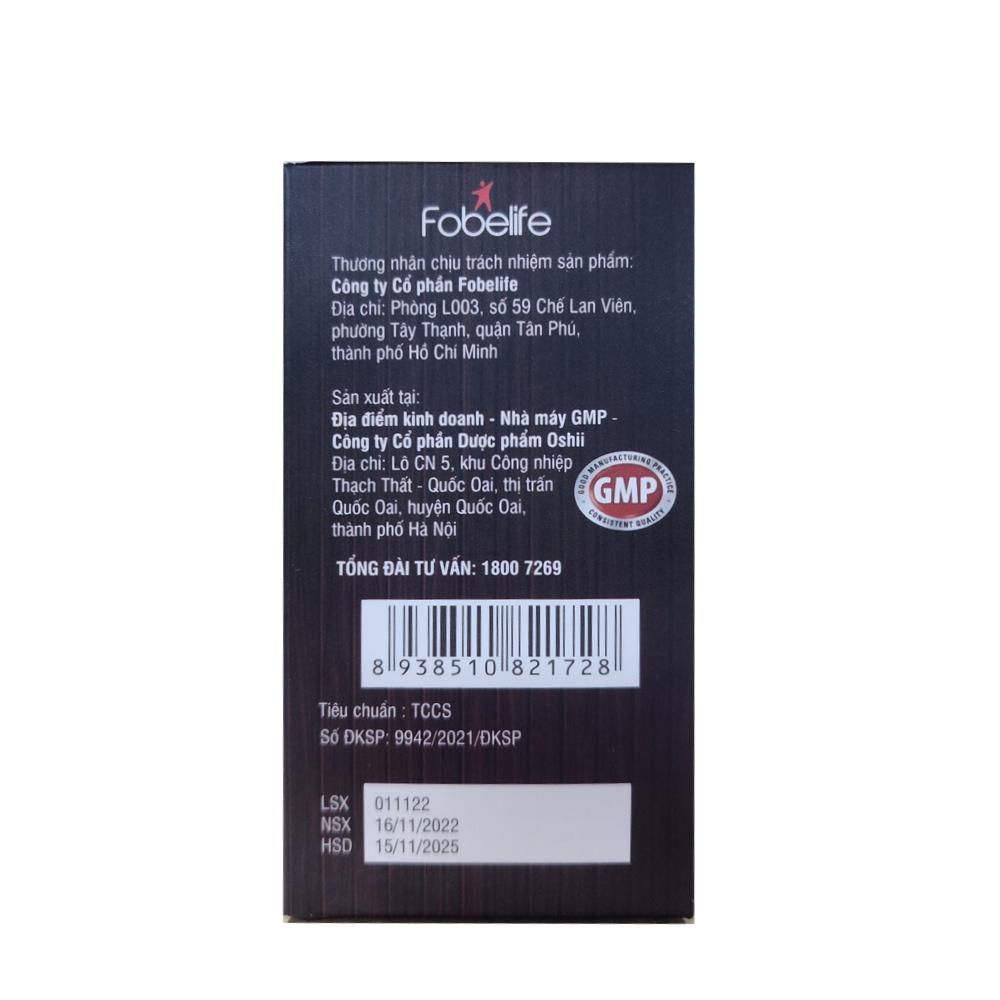 Fobelife
Thương nhân chịu trách nhiệm sản phẩm:
Công ty Cổ phần Fobelife
Địa chỉ: Phòng L003, số 59 Chế Lan Viên,
phường Tây Thạnh, quận Tân Phú,
thành phố Hồ Chí Minh
Sản xuất tại:
Địa điểm kinh doanh - Nhà máy GMP -
Công ty Cổ phần Dược phẩm Oshii
Địa chỉ: Lô CN 5, khu Công nhiệp
Thạch Thất - Quốc Oai, thị trấn
Quốc Oai, huyện Quốc Oai,
thành phố Hà Nội
GOOD MANUFACTURING PRACTICE
GMP
CONSISTENT QUALITY
TỔNG ĐÀI TƯ VẤN: 1800 7269
8 938510 821728
Tiêu chuẩn : TCCS
Số ĐKSP: 9942/2021/ĐKSP
LSX 011122
NSX 16/11/2022
HSD 15/11/2025